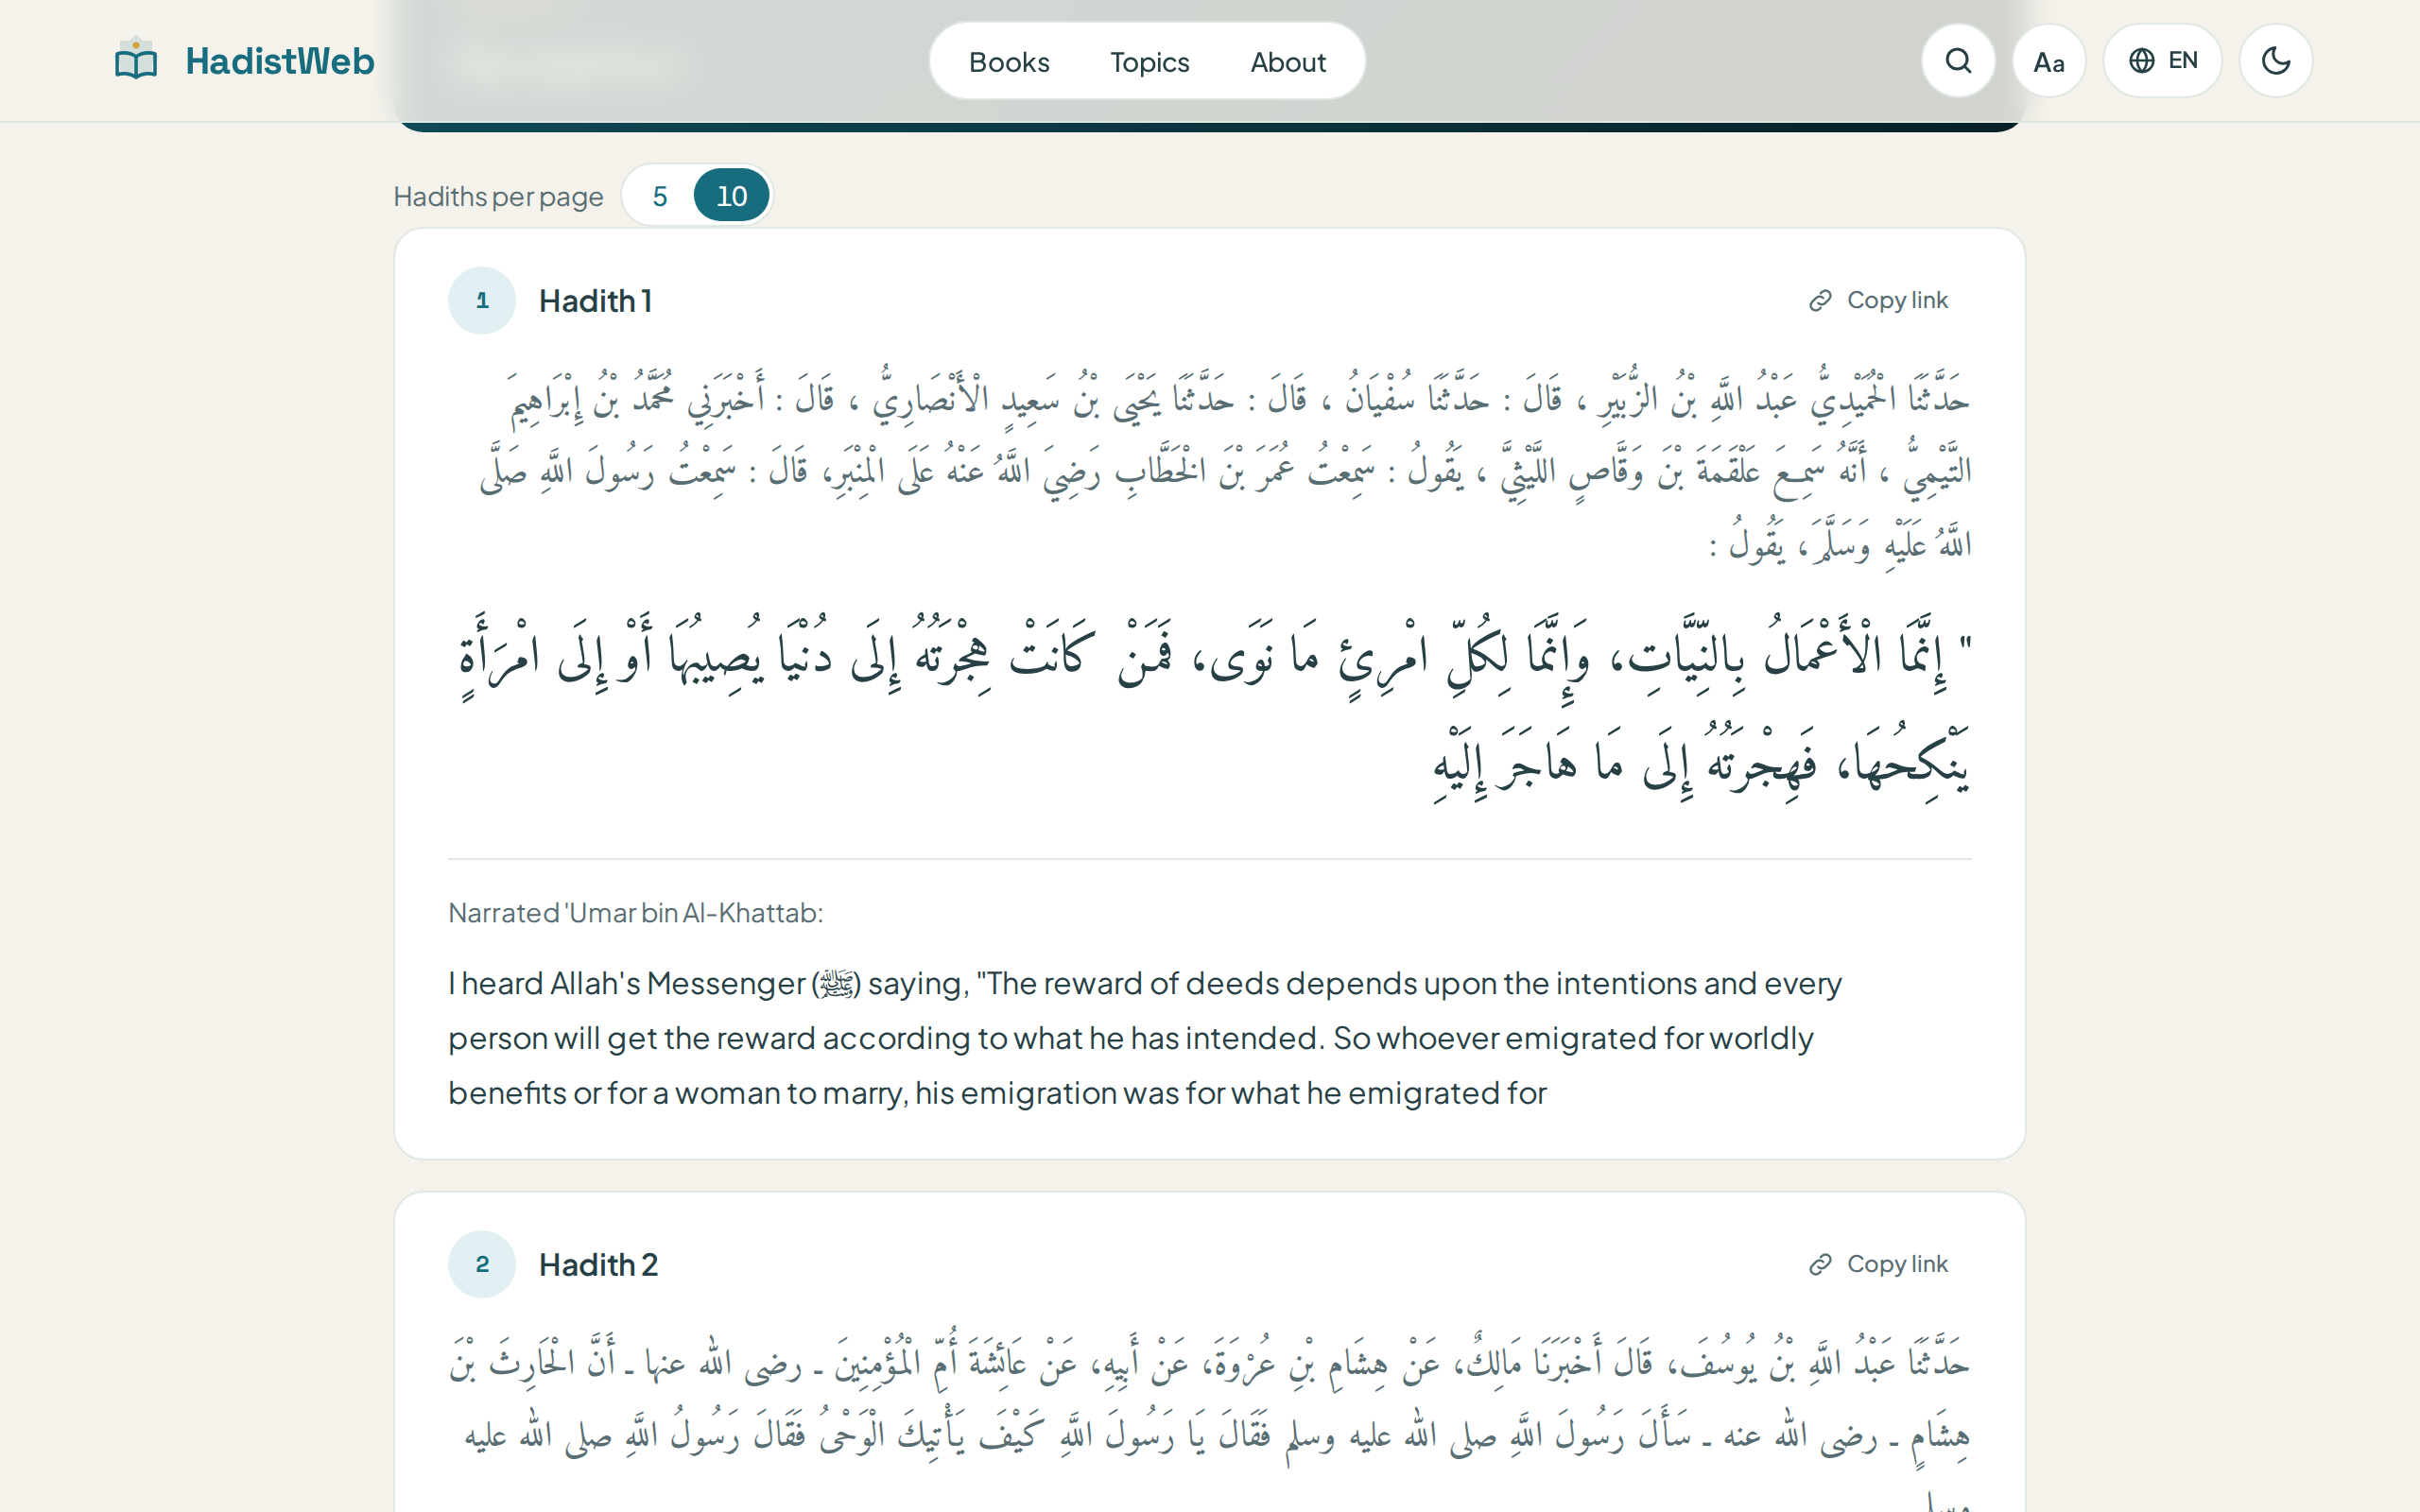 HadistWeb
Books
Topics
About
Aa
EN
Hadiths per page
5
10
1
Hadith 1
Copy link
حَدَّثَنَا الْحُمَيْدِيُّ عَبْدُ اللَّهِ بْنُ الزُّبَيْرِ ، قَالَ : حَدَّثَنَا سُفْيَانُ ، قَالَ : حَدَّثَنَا يَحْيَى بْنُ سَعِيدٍ الْأَنْصَارِيُّ ، قَالَ : أَخْبَرَنِي مُحَمَّدُ بْنُ إِبْرَاهِيمَ
التَّيْمِيُّ ، أَنَّهُ سَمِعَ عَلْقَمَةَ بْنَ وَقَّاصٍ اللَّيْثِيَّ ، يَقُولُ : سَمِعْتُ عُمَرَ بْنَ الْخَطَّابِ رَضِيَ اللَّهُ عَنْهُ عَلَى الْمِنْبَرِ، قَالَ : سَمِعْتُ رَسُولَ اللَّهِ صَلَّى
اللَّهُ عَلَيْهِ وَسَلَّمَ، يَقُولُ :
" إِنَّمَا الْأَعْمَالُ بِالنِّيَّاتِ، وَإِنَّمَا لِكُلِّ امْرِئٍ مَا نَوَى، فَمَنْ كَانَتْ هِجْرَتُهُ إِلَى دُنْيَا يُصِيبُهَا أَوْ إِلَى امْرَأَةٍ
يَنْكِحُهَا، فَهِجْرَتُهُ إِلَى مَا هَاجَرَ إِلَيْهِ
Narrated 'Umar bin Al-Khattab:
I heard Allah's Messenger (ﷺ) saying, "The reward of deeds depends upon the intentions and every
person will get the reward according to what he has intended. So whoever emigrated for worldly
benefits or for a woman to marry, his emigration was for what he emigrated for
2
Hadith 2
Copy link
حَدَّثَنَا عَبْدُ اللَّهِ بْنُ يُوسُفَ، قَالَ أَخْبَرَنَا مَالِكٌ، عَنْ هِشَامِ بْنِ عُرْوَةَ، عَنْ أَبِيهِ، عَنْ عَائِشَةَ أُمِّ الْمُؤْمِنِينَ ـ رضى الله عنها ـ أَنَّ الْحَارِثَ بْنَ
هِشَامٍ ـ رضى الله عنه ـ سَأَلَ رَسُولَ اللَّهِ صلى الله عليه وسلم فَقَالَ يَا رَسُولَ اللَّهِ كَيْفَ يَأْتِيكَ الْوَحْىُ فَقَالَ رَسُولُ اللَّهِ صلى الله عليه